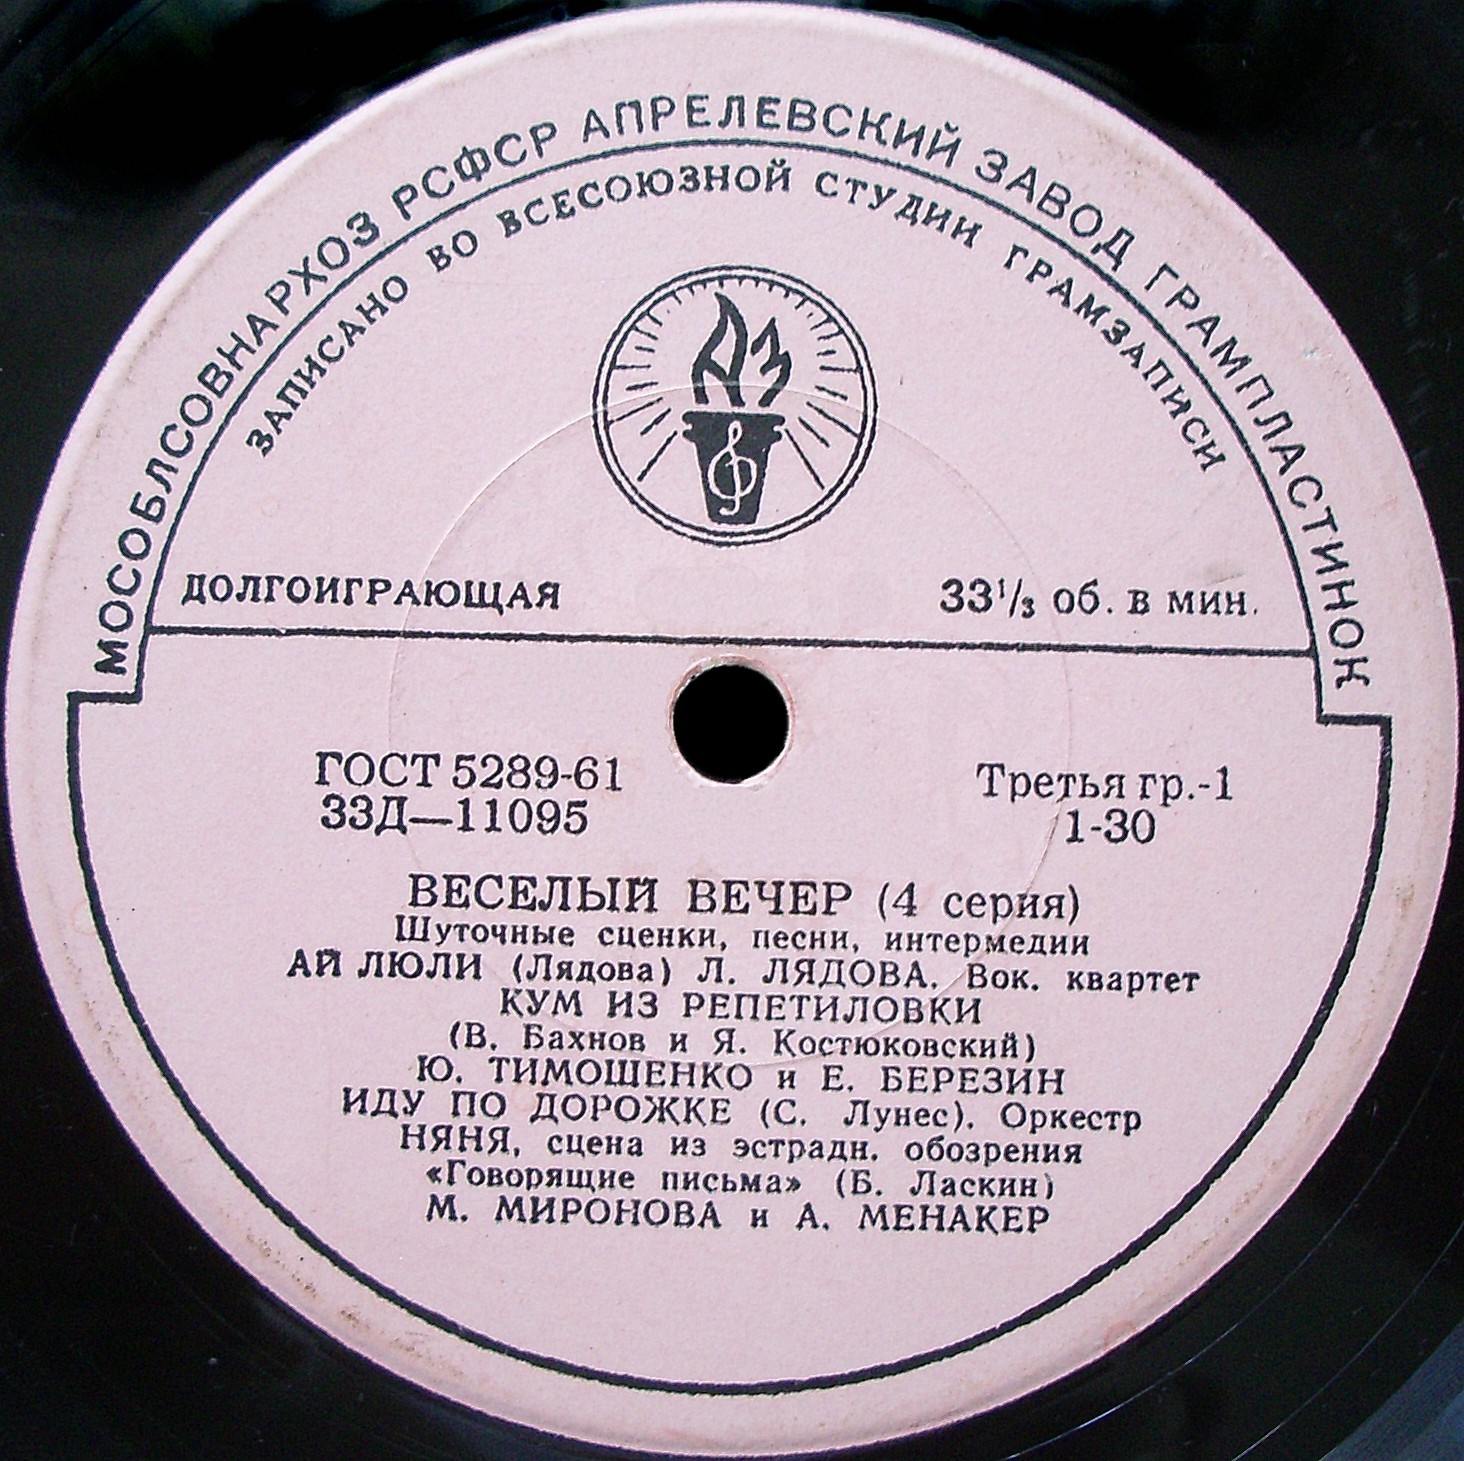 МОСОБЛСОВНАРХОЗ РСФСР АПРЕЛЕВСКИЙ ЗАВОД ГРАМПЛАСТИНОК
ЗАПИСАНО ВО ВСЕСОЮЗНОЙ СТУДИИ ГРАМЗАПИСИ
АЗ
ДОЛГОИГРАЮЩАЯ 33¹/₃ об. в мин.
ГОСТ 5289-61 Третья гр.-1
33Д—11095 1-30
ВЕСЕЛЫЙ ВЕЧЕР (4 серия)
Шуточные сценки, песни, интермедии
АЙ ЛЮЛИ (Лядова) Л. ЛЯДОВА. Вок. квартет
КУМ ИЗ РЕПЕТИЛОВКИ
(В. Бахнов и Я. Костюковский)
Ю. ТИМОШЕНКО и Е. БЕРЕЗИН
ИДУ ПО ДОРОЖКЕ (С. Лунес). Оркестр
НЯНЯ, сцена из эстрадн. обозрения
«Говорящие письма» (Б. Ласкин)
М. МИРОНОВА и А. МЕНАКЕР